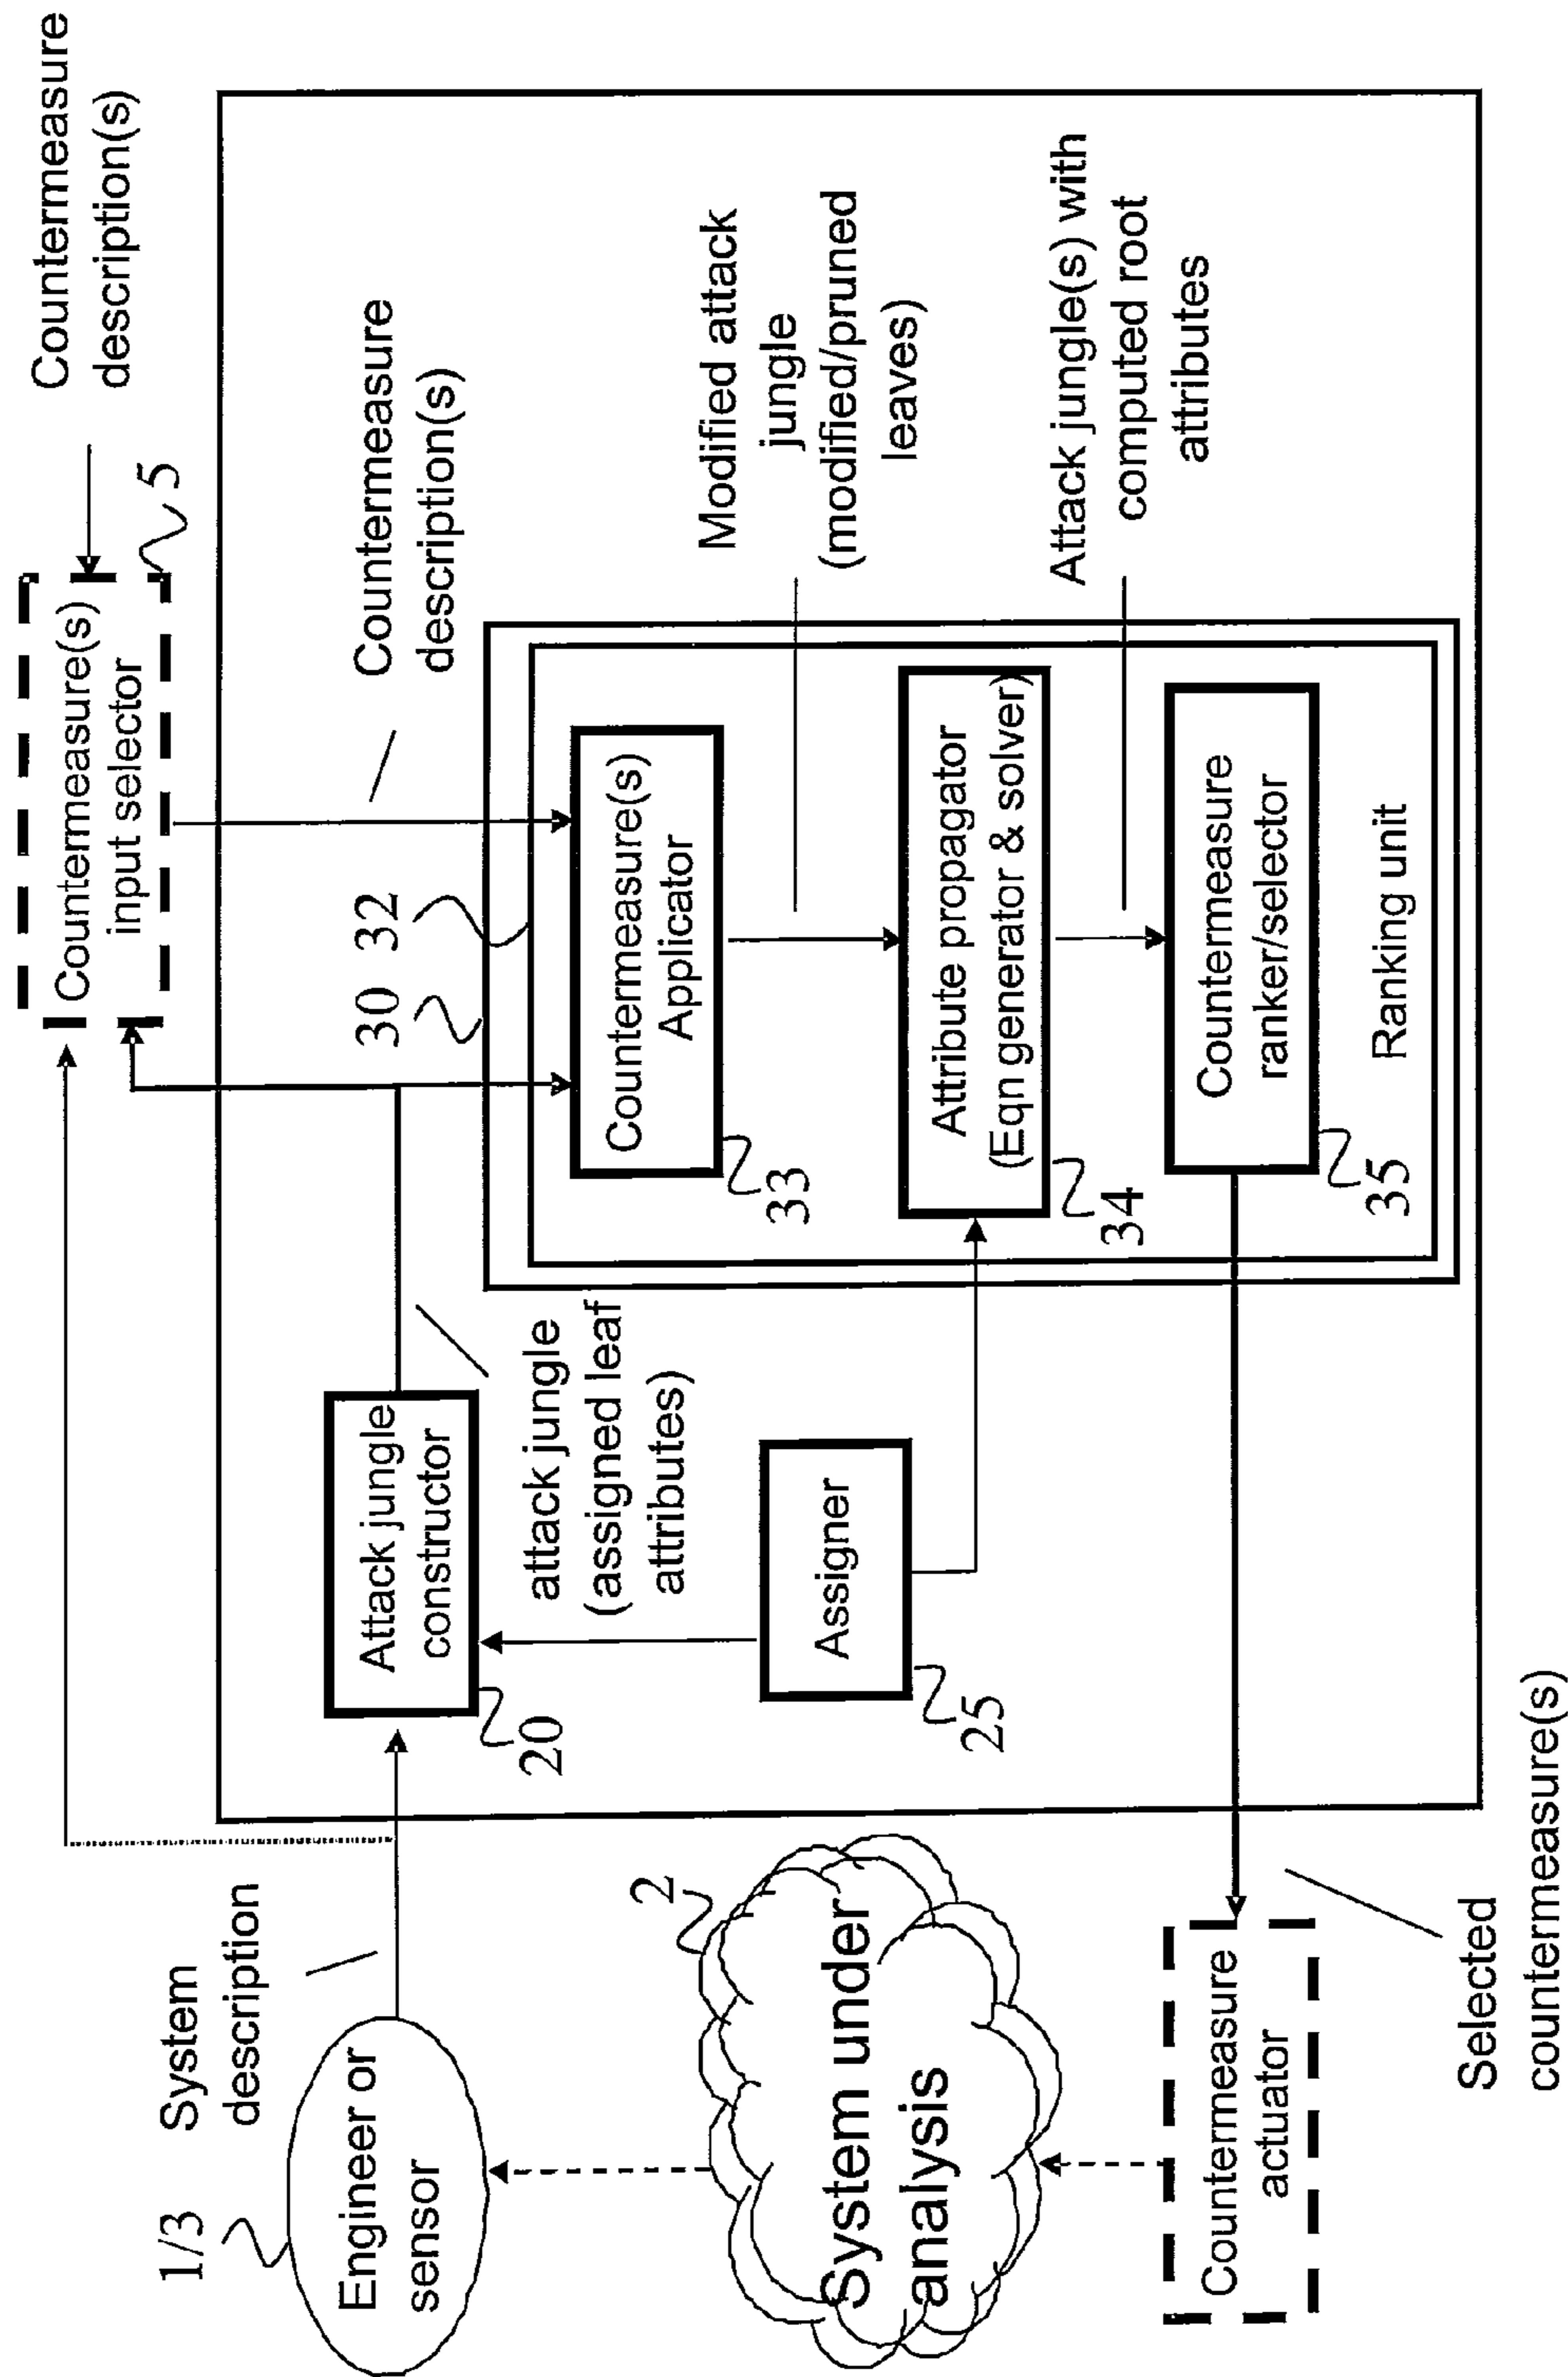 Countermeasure
description(s)
Countermeasure(s)
input selector
5
1/3
System
description
Engineer or
sensor
Attack jungle
constructor
20
attack jungle
(assigned leaf
attributes)
30
32
Countermeasure
description(s)
Countermeasure(s)
Applicator
33
Modified attack
jungle
(modified/pruned
leaves)
2
System under
analysis
Assigner
25
Attribute propagator
(Eqn generator & solver)
34
Attack jungle(s) with
computed root
attributes
Countermeasure
actuator
Countermeasure
ranker/selector
35
Ranking unit
Selected
countermeasure(s)